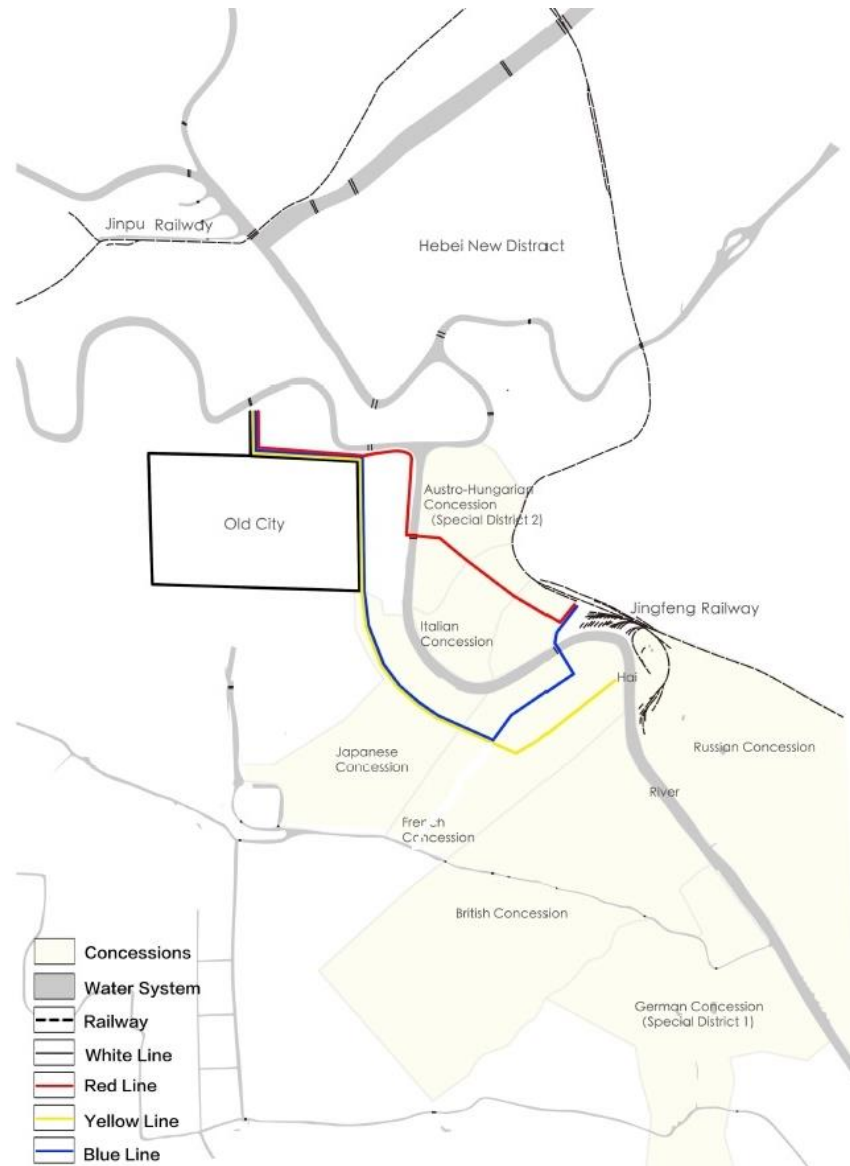 Jinpu Railway
Hebei New Distract
Austro-Hungarian
Concession
(Special District 2)
Old City
Jingfeng Railway
Italian
Concession
Hai
Russian Concession
Japanese
Concession
River
French
Concession
British Concession
German Concession
(Special District 1)
Concessions
Water System
Railway
White Line
Red Line
Yellow Line
Blue Line